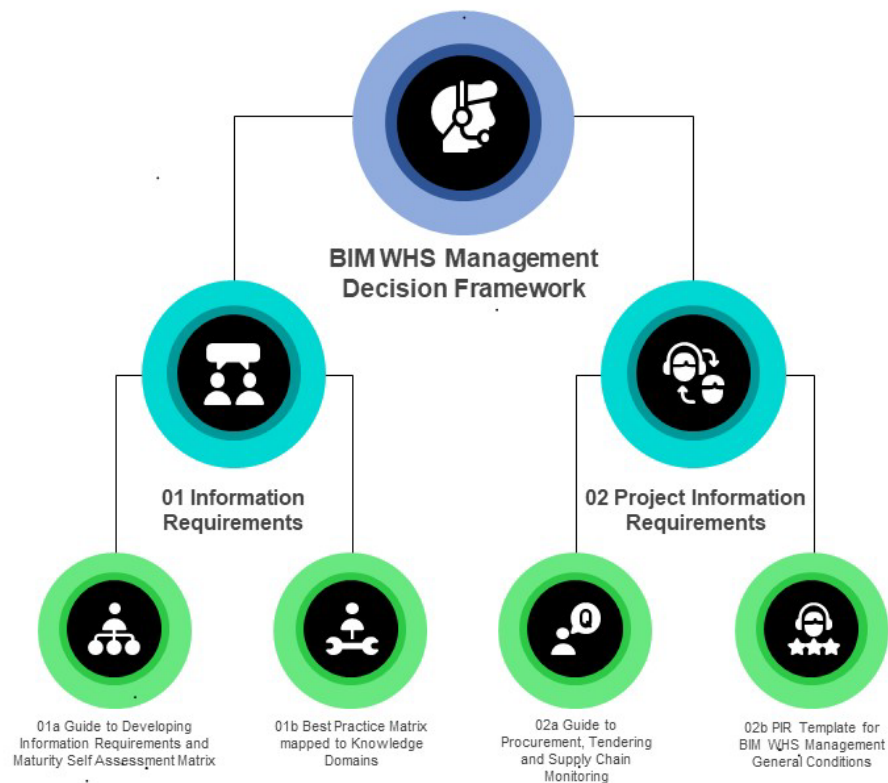 BIM WHS Management
Decision Framework
01 Information
Requirements
02 Project Information
Requirements
01a Guide to Developing
Information Requirements and
Maturity Self Assessment Matrix
01b Best Practice Matrix
mapped to Knowledge
Domains
02a Guide to
Procurement, Tendering
and Supply Chain
Monitoring
02b PIR Template for
BIM WHS Management
General Conditions
Q